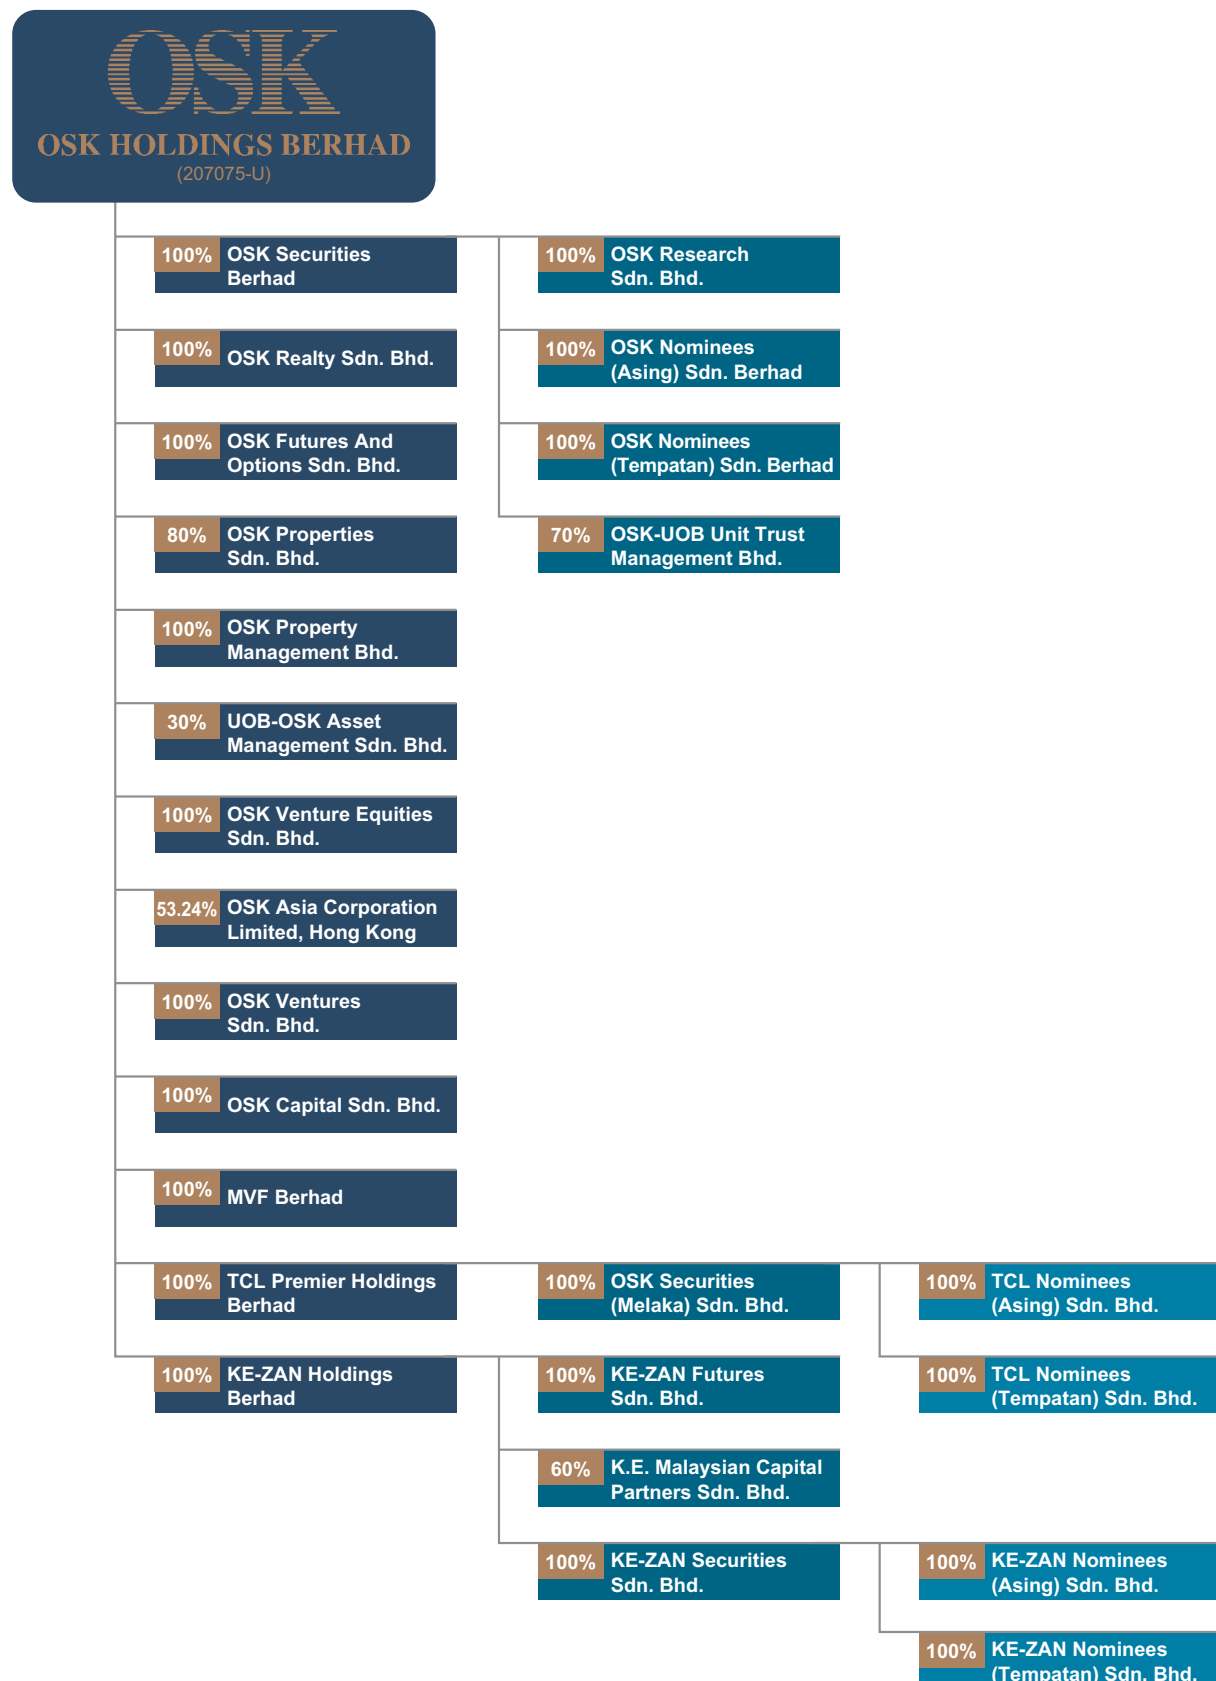 OSK
OSK HOLDINGS BERHAD
(207075-U)
100% OSK Securities
Berhad
100% OSK Research
Sdn. Bhd.
100% OSK Realty Sdn. Bhd.
100% OSK Nominees
(Asing) Sdn. Berhad
100% OSK Futures And
Options Sdn. Bhd.
100% OSK Nominees
(Tempatan) Sdn. Berhad
80% OSK Properties
Sdn. Bhd.
70% OSK-UOB Unit Trust
Management Bhd.
100% OSK Property
Management Bhd.
30% UOB-OSK Asset
Management Sdn. Bhd.
100% OSK Venture Equities
Sdn. Bhd.
53.24% OSK Asia Corporation
Limited, Hong Kong
100% OSK Ventures
Sdn. Bhd.
100% OSK Capital Sdn. Bhd.
100% MVF Berhad
100% TCL Premier Holdings
Berhad
100% OSK Securities
(Melaka) Sdn. Bhd.
100% TCL Nominees
(Asing) Sdn. Bhd.
100% KE-ZAN Holdings
Berhad
100% KE-ZAN Futures
Sdn. Bhd.
100% TCL Nominees
(Tempatan) Sdn. Bhd.
60% K.E. Malaysian Capital
Partners Sdn. Bhd.
100% KE-ZAN Securities
Sdn. Bhd.
100% KE-ZAN Nominees
(Asing) Sdn. Bhd.
100% KE-ZAN Nominees
(Tempatan) Sdn. Bhd.